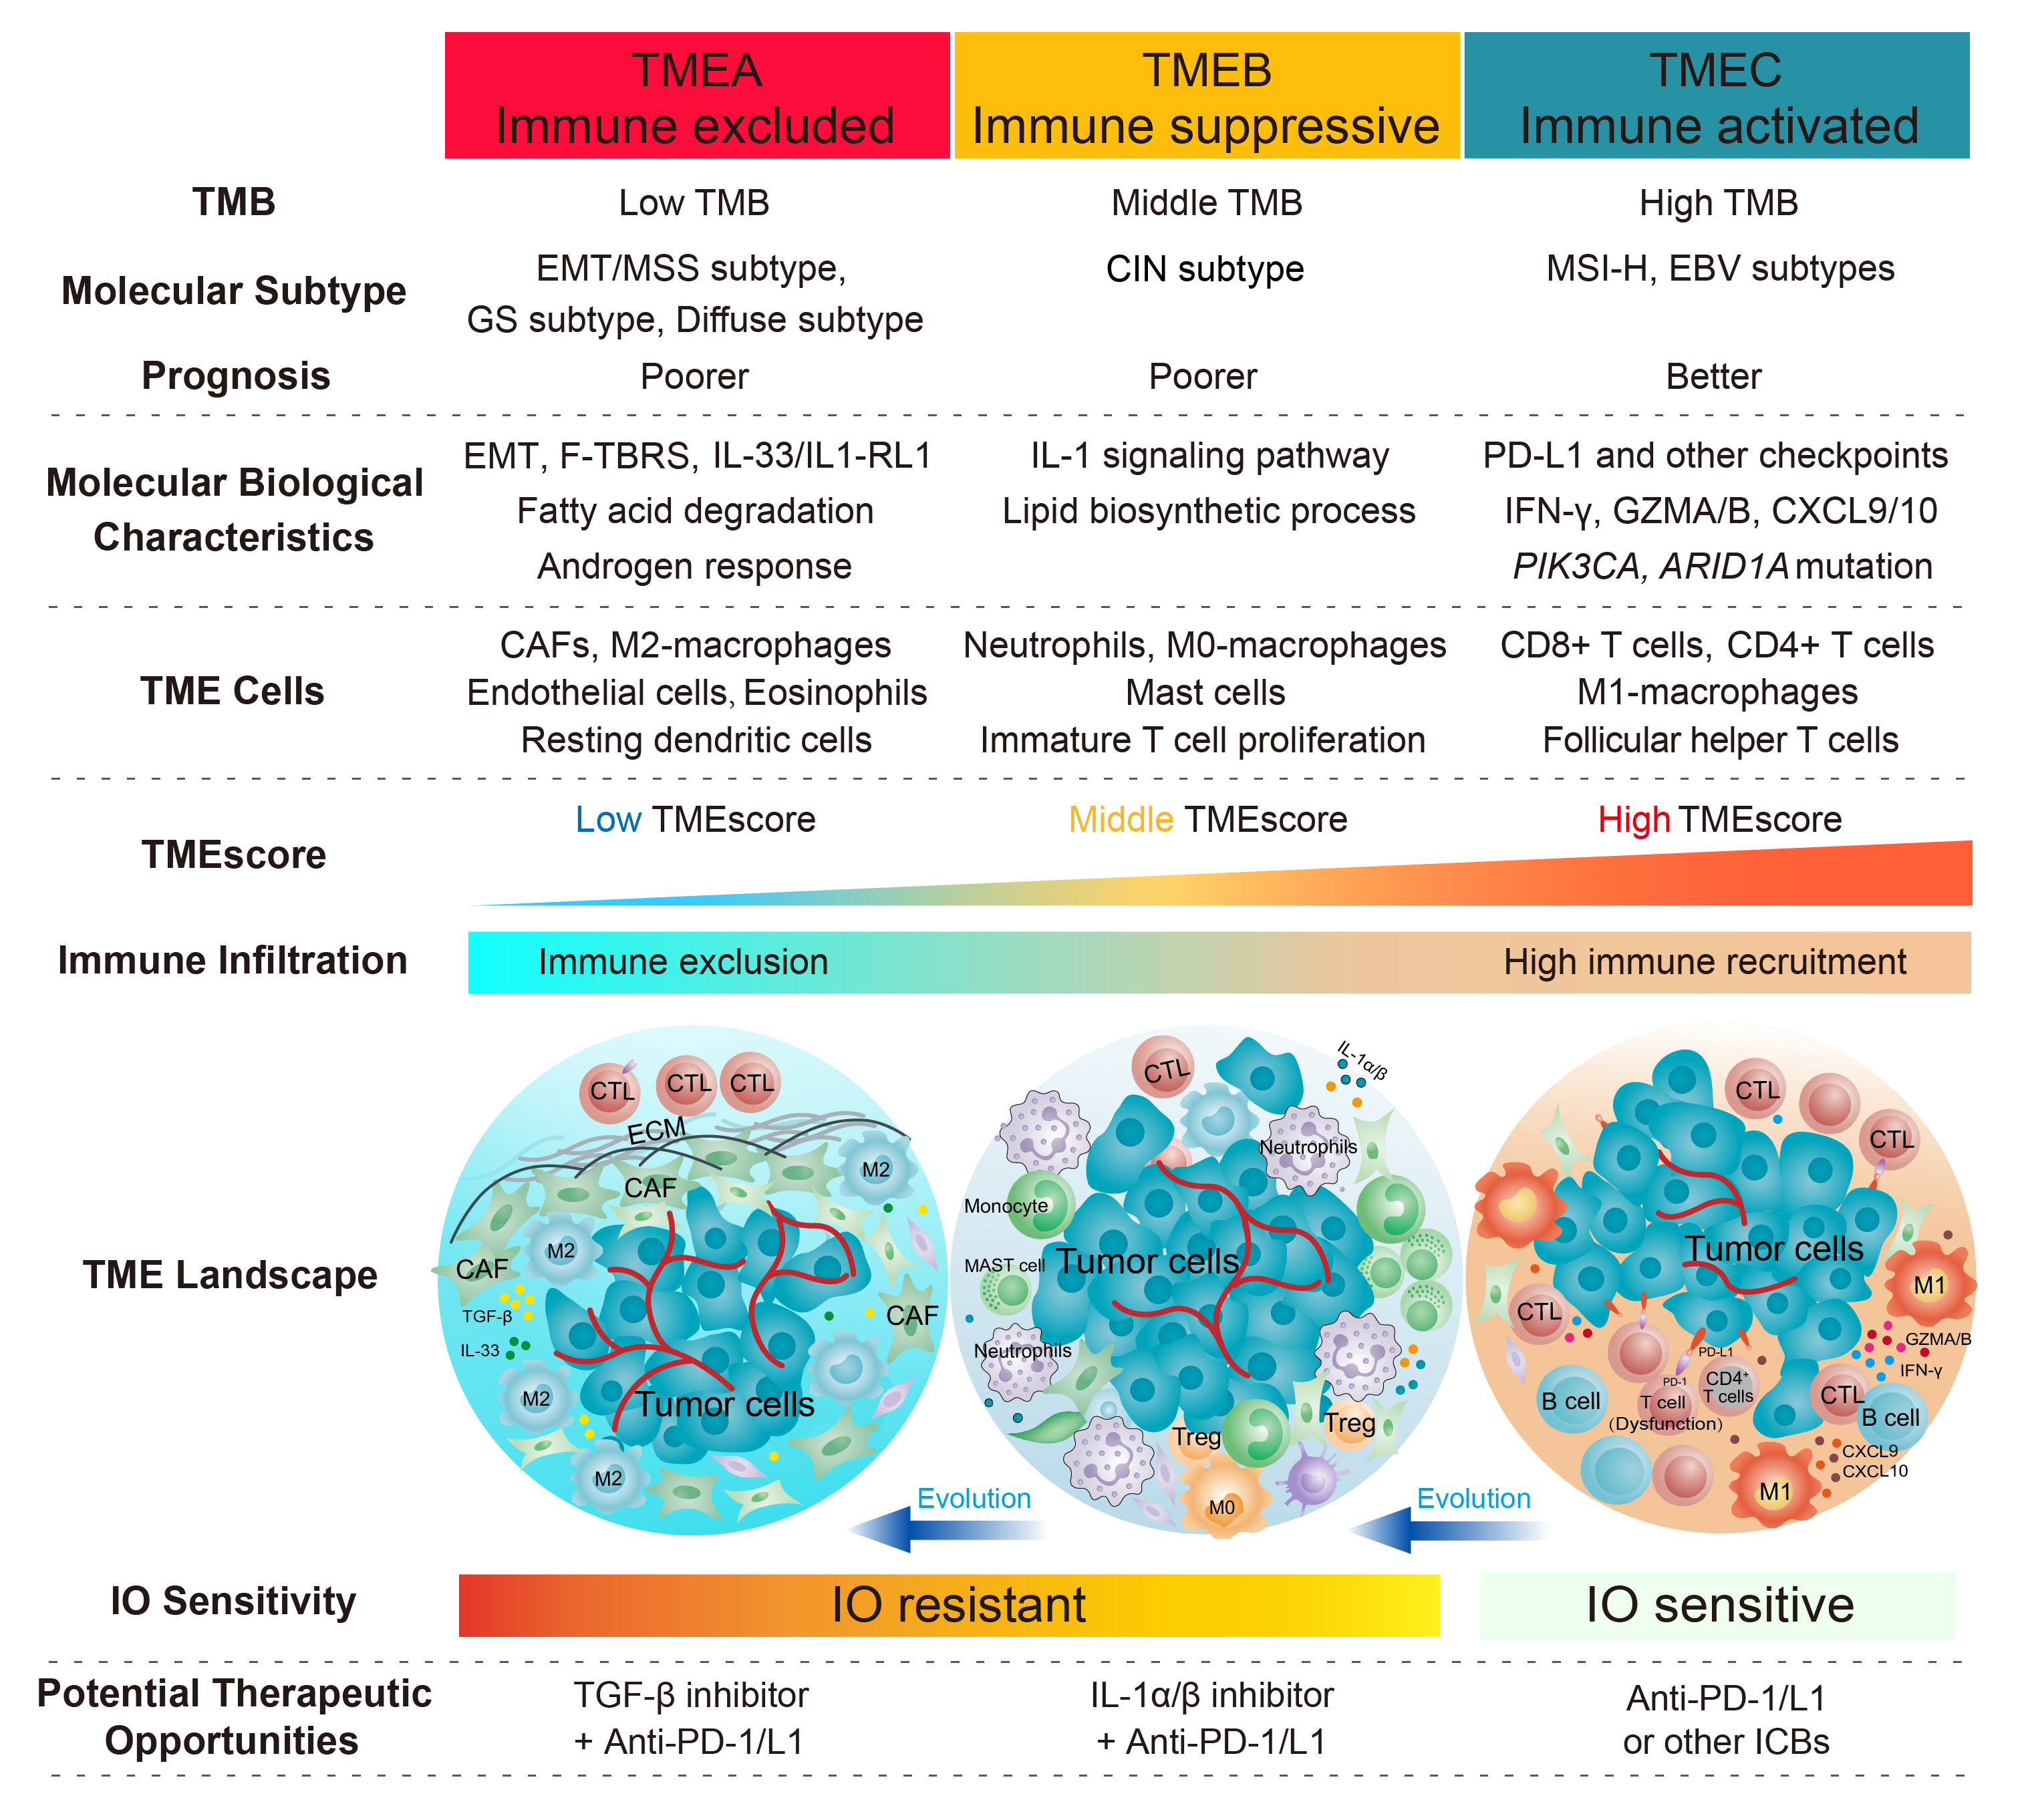 TMEA
Immune excluded
TMEB
Immune suppressive
TMEC
Immune activated
TMB
Low TMB
Middle TMB
High TMB
Molecular Subtype
EMT/MSS subtype,
GS subtype, Diffuse subtype
CIN subtype
MSI-H, EBV subtypes
Prognosis
Poorer
Poorer
Better
Molecular Biological
Characteristics
EMT, F-TBRS, IL-33/IL1-RL1
Fatty acid degradation
Androgen response
IL-1 signaling pathway
Lipid biosynthetic process
PD-L1 and other checkpoints
IFN-γ, GZMA/B, CXCL9/10
PIK3CA, ARID1A mutation
TME Cells
CAFs, M2-macrophages
Endothelial cells, Eosinophils
Resting dendritic cells
Neutrophils, M0-macrophages
Mast cells
Immature T cell proliferation
CD8+ T cells, CD4+ T cells
M1-macrophages
Follicular helper T cells
TMEscore
Low TMEscore
Middle TMEscore
High TMEscore
Immune Infiltration
Immune exclusion
High immune recruitment
TME Landscape
CTL
CTL
CTL
ECM
M2
CAF
M2
CAF
TGF-β
CAF
IL-33
M2
Tumor cells
M2
CTL
IL-1α/β
Neutrophils
Monocyte
MAST cell
Tumor cells
Neutrophils
Treg
Treg
M0
CTL
CTL
Tumor cells
M1
CTL
GZMA/B
PD-L1
IFN-γ
PD-1
CD4+
T cells
B cell
T cell
(Dysfunction)
CTL
B cell
CXCL9
CXCL10
M1
Evolution
Evolution
IO Sensitivity
IO resistant
IO sensitive
Potential Therapeutic
Opportunities
TGF-β inhibitor
+ Anti-PD-1/L1
IL-1α/β inhibitor
+ Anti-PD-1/L1
Anti-PD-1/L1
or other ICBs